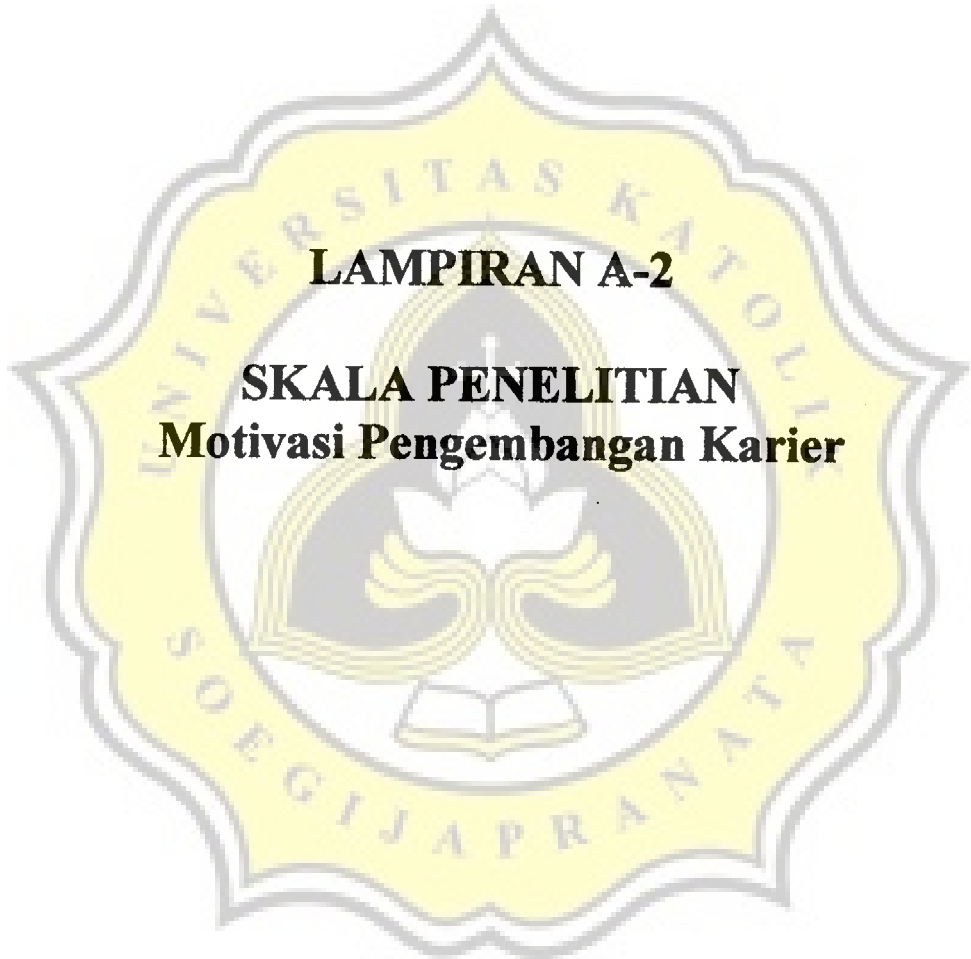 LAMPIRAN A-2
SKALA PENELITIAN
Motivasi Pengembangan Karier
UNIVERSITAS KATOLIK
SOEGIJAPRANATA